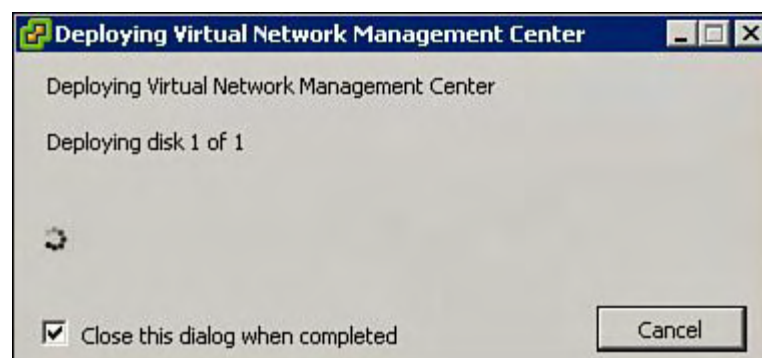 Deploying Virtual Network Management Center
Deploying Virtual Network Management Center
Deploying disk 1 of 1
Close this dialog when completed
Cancel